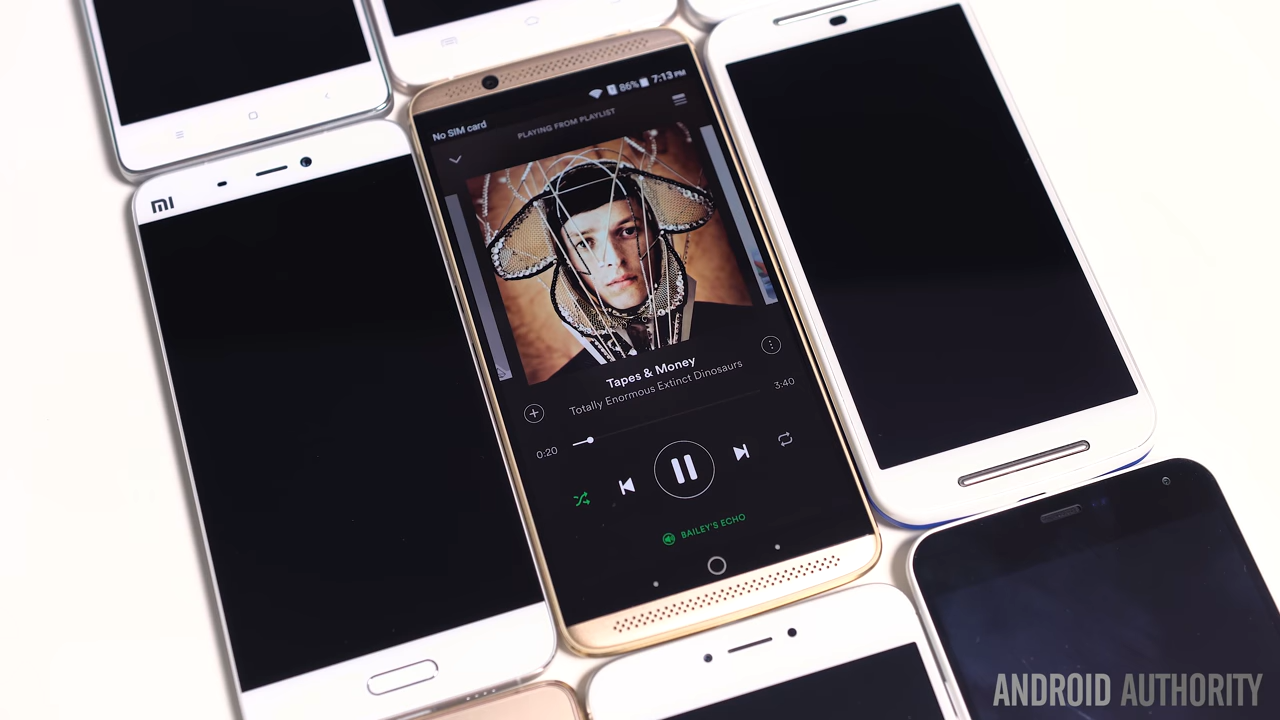 No SIM card
86%
7:13 PM
PLAYING FROM PLAYLIST
mi
Tapes & Money
Totally Enormous Extinct Dinosaurs
0:20
3:40
BAILEY'S ECHO
ANDROID AUTHORITY